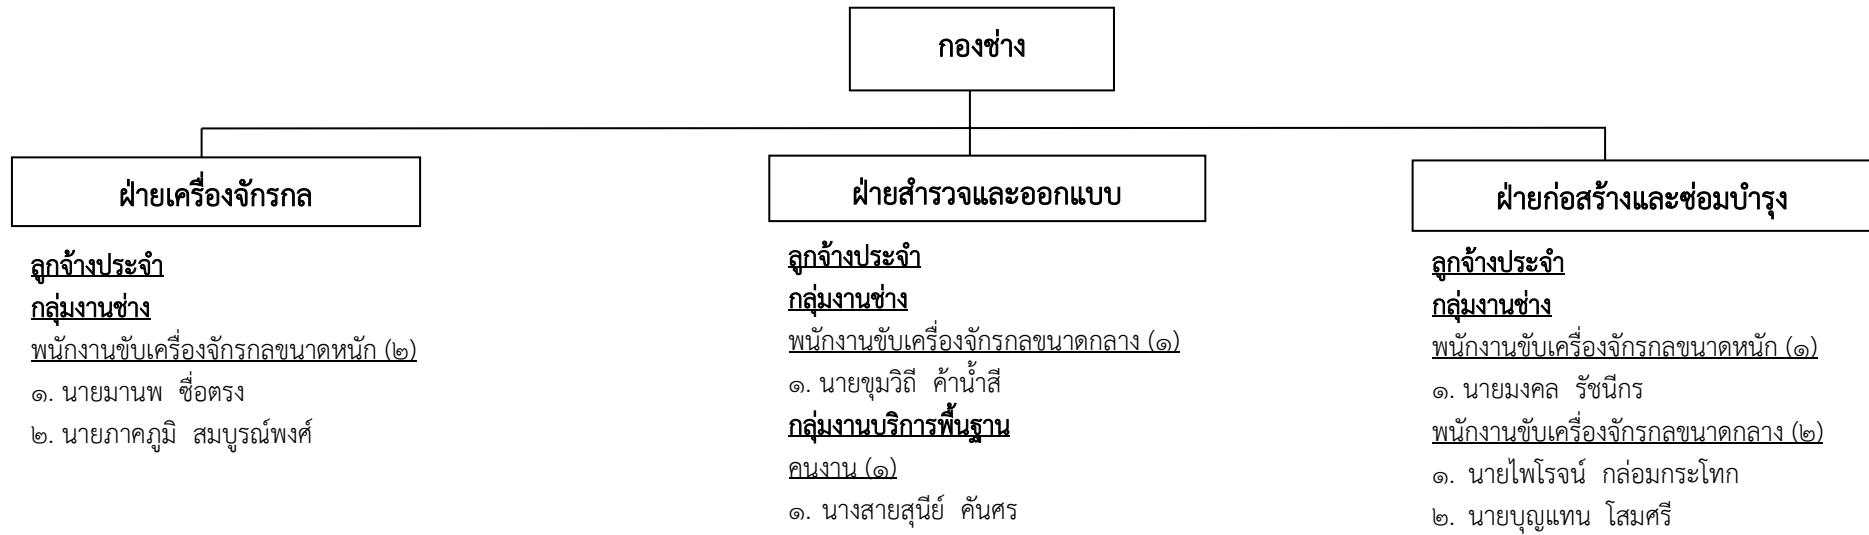 กองช่าง
ฝ่ายเครื่องจักรกล
ลูกจ้างประจำ
กลุ่มงานช่าง
พนักงานขับเครื่องจักรกลขนาดหนัก (๒)
๑. นายมานพ ซื่อตรง
๒. นายภาคภูมิ สมบูรณ์พงศ์
ฝ่ายสำรวจและออกแบบ
ลูกจ้างประจำ
กลุ่มงานช่าง
พนักงานขับเครื่องจักรกลขนาดกลาง (๑)
๑. นายขุมวิถี ค้าน้ำสี
กลุ่มงานบริการพื้นฐาน
คนงาน (๑)
๑. นางสายสุนีย์ คันศร
ฝ่ายก่อสร้างและซ่อมบำรุง
ลูกจ้างประจำ
กลุ่มงานช่าง
พนักงานขับเครื่องจักรกลขนาดหนัก (๑)
๑. นายมงคล รัชนีกร
พนักงานขับเครื่องจักรกลขนาดกลาง (๒)
๑. นายไพโรจน์ กล่อมกระโทก
๒. นายบุญแทน โสมศรี